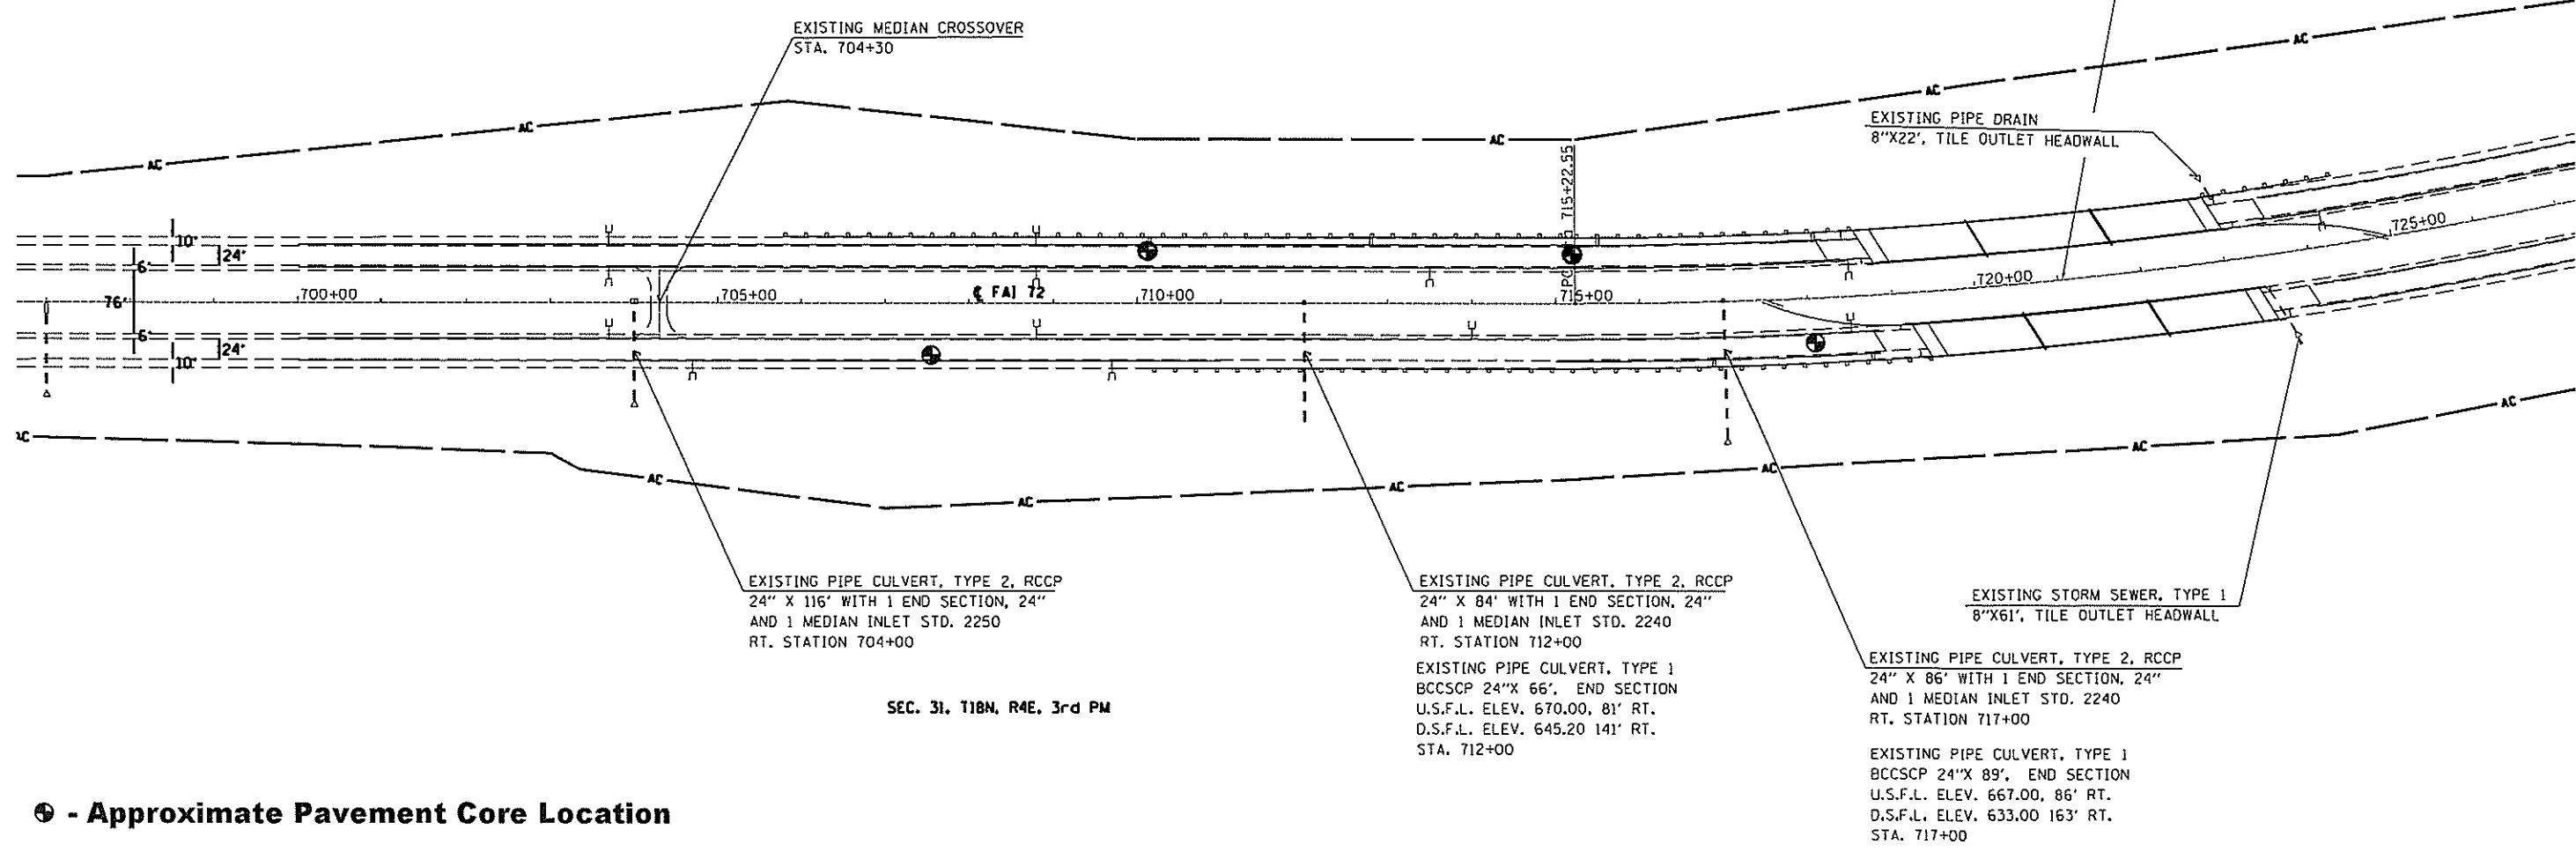 EXISTING MEDIAN CROSSOVER
STA. 704+30
AC
AC
AC
AC
AC
EXISTING PIPE DRAIN
8"X22', TILE OUTLET HEADWALL
715+22.55
10'
24'
6'
76'
6'
24'
10'
700+00
705+00
℄ FAI 72
710+00
715+00
720+00
725+00
AC
AC
AC
AC
AC
AC
EXISTING PIPE CULVERT, TYPE 2, RCCP
24" X 116' WITH 1 END SECTION, 24"
AND 1 MEDIAN INLET STD. 2250
RT. STATION 704+00
EXISTING PIPE CULVERT, TYPE 2, RCCP
24" X 84' WITH 1 END SECTION, 24"
AND 1 MEDIAN INLET STD. 2240
RT. STATION 712+00
EXISTING PIPE CULVERT, TYPE 1
BCCSCP 24"X 66', END SECTION
U.S.F.L. ELEV. 670.00, 81' RT.
D.S.F.L. ELEV. 645.20 141' RT.
STA. 712+00
EXISTING STORM SEWER, TYPE 1
8"X61', TILE OUTLET HEADWALL
EXISTING PIPE CULVERT, TYPE 2, RCCP
24" X 86' WITH 1 END SECTION, 24"
AND 1 MEDIAN INLET STD. 2240
RT. STATION 717+00
EXISTING PIPE CULVERT, TYPE 1
BCCSCP 24"X 89', END SECTION
U.S.F.L. ELEV. 667.00, 86' RT.
D.S.F.L. ELEV. 633.00 163' RT.
STA. 717+00
SEC. 31, T18N, R4E, 3rd PM
- Approximate Pavement Core Location